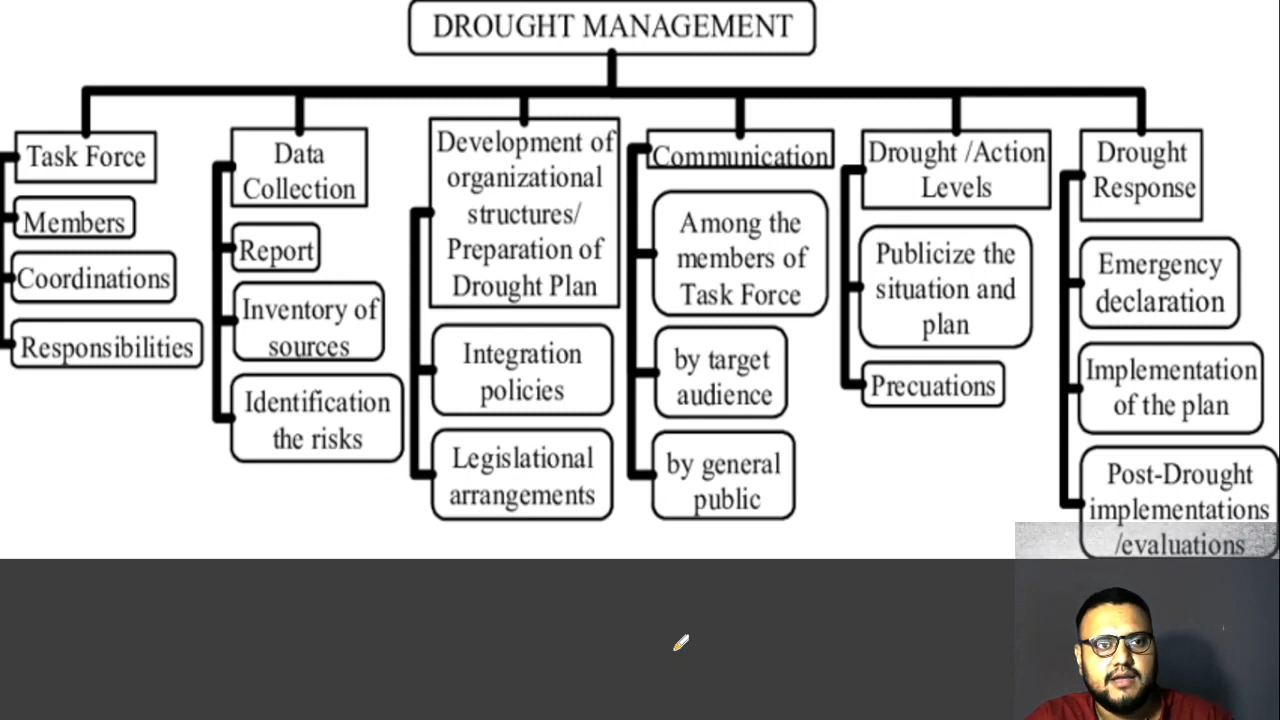 DROUGHT MANAGEMENT
Task Force
Members
Coordinations
Responsibilities
Data
Collection
Report
Inventory of
sources
Identification
the risks
Development of
organizational
structures/
Preparation of
Drought Plan
Integration
policies
Legislational
arrangements
Communication
Among the
members of
Task Force
by target
audience
by general
public
Drought /Action
Levels
Publicize the
situation and
plan
Precuations
Drought
Response
Emergency
declaration
Implementation
of the plan
Post-Drought
implementations
/evaluations